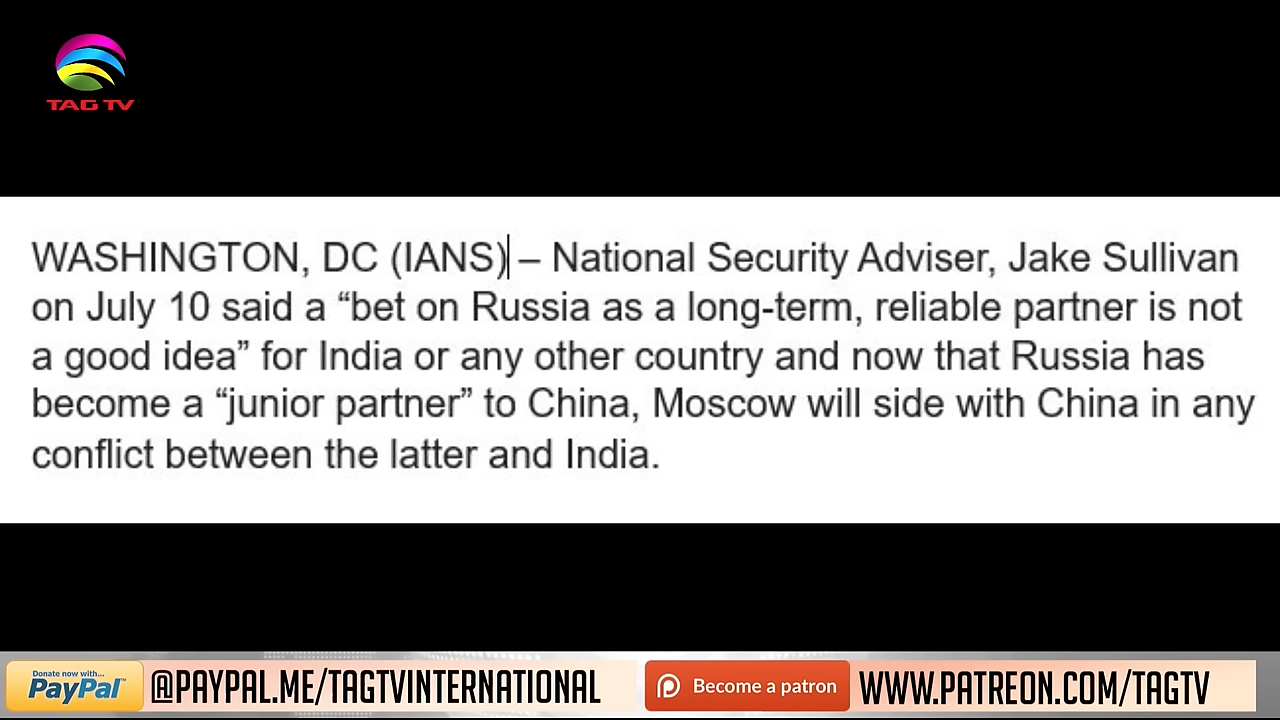 TAG TV
WASHINGTON, DC (IANS) – National Security Adviser, Jake Sullivan
on July 10 said a “bet on Russia as a long-term, reliable partner is not
a good idea” for India or any other country and now that Russia has
become a “junior partner” to China, Moscow will side with China in any
conflict between the latter and India.
Donate now with...
PayPal™
@PAYPAL.ME/TAGTVINTERNATIONAL
Become a patron
WWW.PATREON.COM/TAGTV